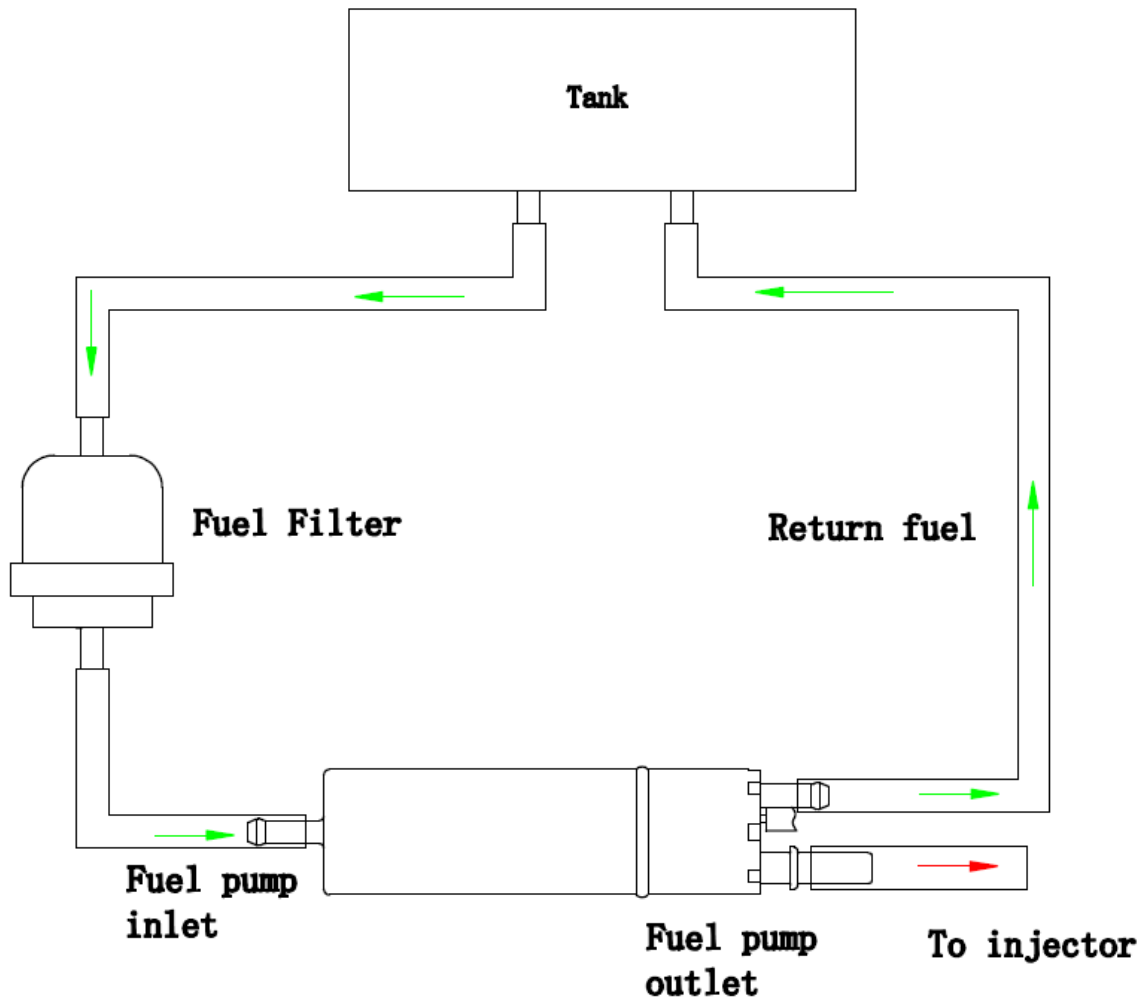 Tank
Fuel Filter
Return fuel
Fuel pump
inlet
Fuel pump
outlet
To injector